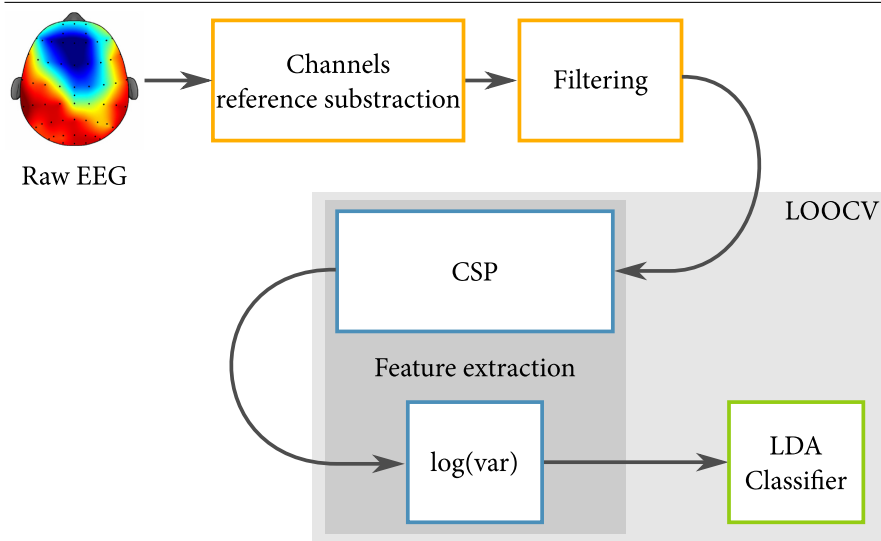 Raw EEG
Channels
reference substraction
Filtering
LOOCV
CSP
Feature extraction
log(var)
LDA
Classifier